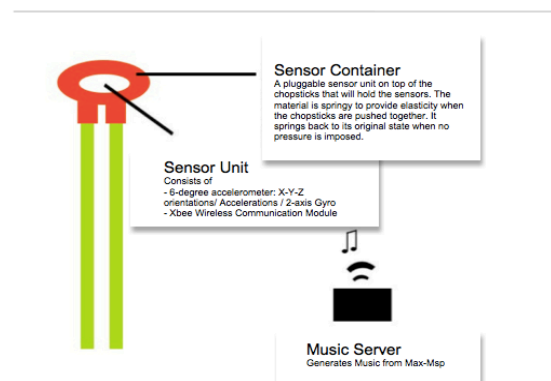 Sensor Container
A pluggable sensor unit on top of the
chopsticks that will hold the sensors. The
material is springy to provide elasticity when
the chopsticks are pushed together. It
springs back to its original state when no
pressure is imposed.
Sensor Unit
Consists of
- 6-degree accelerometer: X-Y-Z
orientations/ Accelerations / 2-axis Gyro
- Xbee Wireless Communication Module
Music Server
Generates Music from Max-Msp